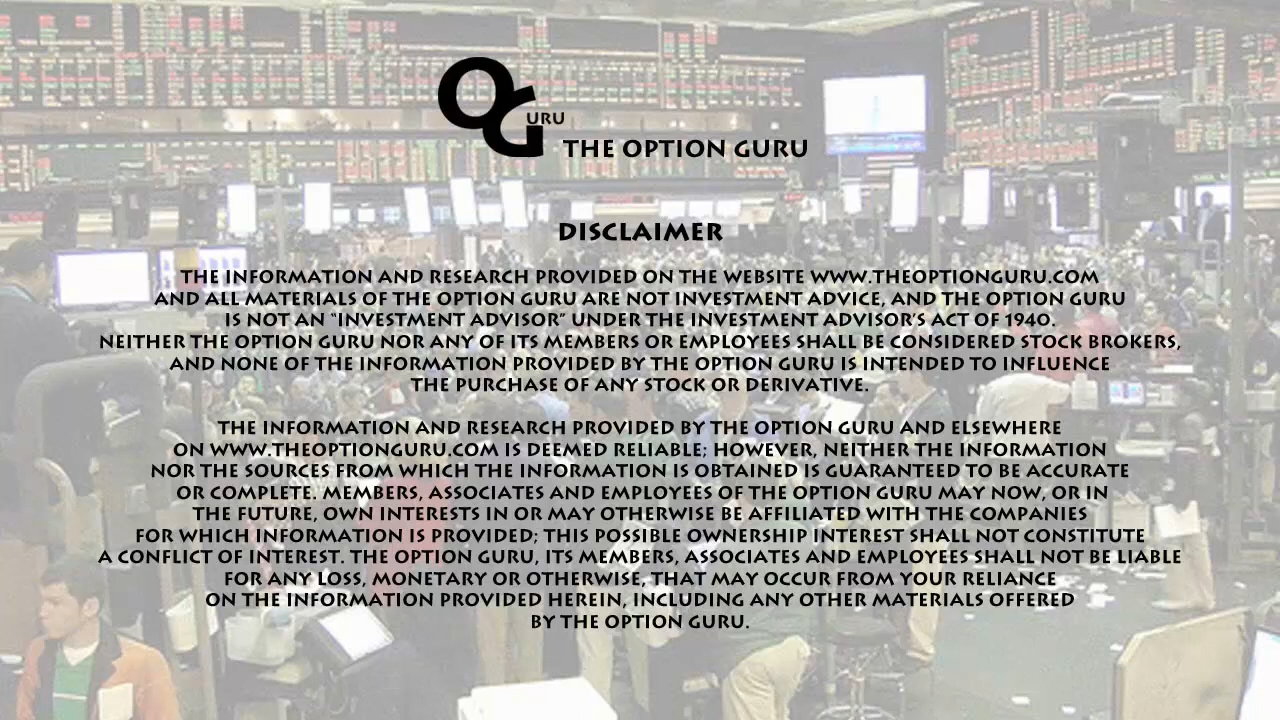 OG URU
THE OPTION GURU
DISCLAIMER
THE INFORMATION AND RESEARCH PROVIDED ON THE WEBSITE WWW.THEOPTIONGURU.COM
AND ALL MATERIALS OF THE OPTION GURU ARE NOT INVESTMENT ADVICE, AND THE OPTION GURU
IS NOT AN “INVESTMENT ADVISOR” UNDER THE INVESTMENT ADVISOR’S ACT OF 1940.
NEITHER THE OPTION GURU NOR ANY OF ITS MEMBERS OR EMPLOYEES SHALL BE CONSIDERED STOCK BROKERS,
AND NONE OF THE INFORMATION PROVIDED BY THE OPTION GURU IS INTENDED TO INFLUENCE
THE PURCHASE OF ANY STOCK OR DERIVATIVE.
THE INFORMATION AND RESEARCH PROVIDED BY THE OPTION GURU AND ELSEWHERE
ON WWW.THEOPTIONGURU.COM IS DEEMED RELIABLE; HOWEVER, NEITHER THE INFORMATION
NOR THE SOURCES FROM WHICH THE INFORMATION IS OBTAINED IS GUARANTEED TO BE ACCURATE
OR COMPLETE. MEMBERS, ASSOCIATES AND EMPLOYEES OF THE OPTION GURU MAY NOW, OR IN
THE FUTURE, OWN INTERESTS IN OR MAY OTHERWISE BE AFFILIATED WITH THE COMPANIES
FOR WHICH INFORMATION IS PROVIDED; THIS POSSIBLE OWNERSHIP INTEREST SHALL NOT CONSTITUTE
A CONFLICT OF INTEREST. THE OPTION GURU, ITS MEMBERS, ASSOCIATES AND EMPLOYEES SHALL NOT BE LIABLE
FOR ANY LOSS, MONETARY OR OTHERWISE, THAT MAY OCCUR FROM YOUR RELIANCE
ON THE INFORMATION PROVIDED HEREIN, INCLUDING ANY OTHER MATERIALS OFFERED
BY THE OPTION GURU.